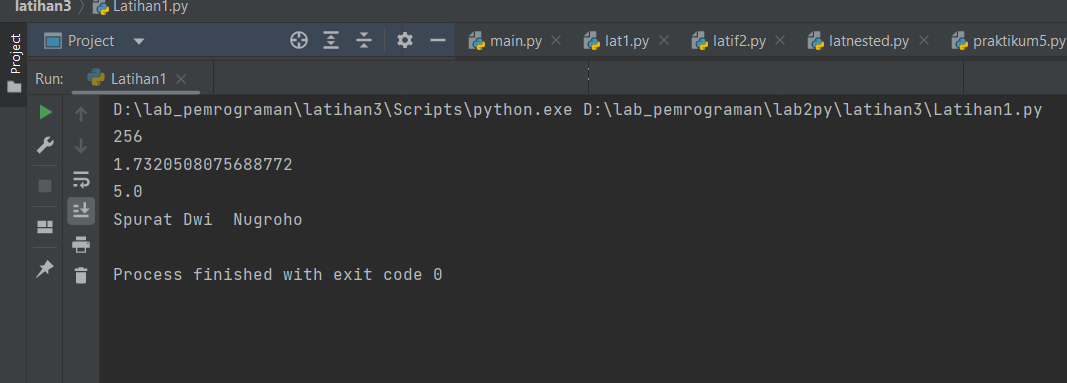 latihan3 Latihan1.py
Project
Project main.py lat1.py latif2.py latnested.py praktikum5.py
Run: Latihan1
D:\lab_pemrograman\latihan3\Scripts\python.exe D:\lab_pemrograman\lab2py\latihan3\Latihan1.py
256
1.7320508075688772
5.0
Spurat Dwi  Nugroho
Process finished with exit code 0